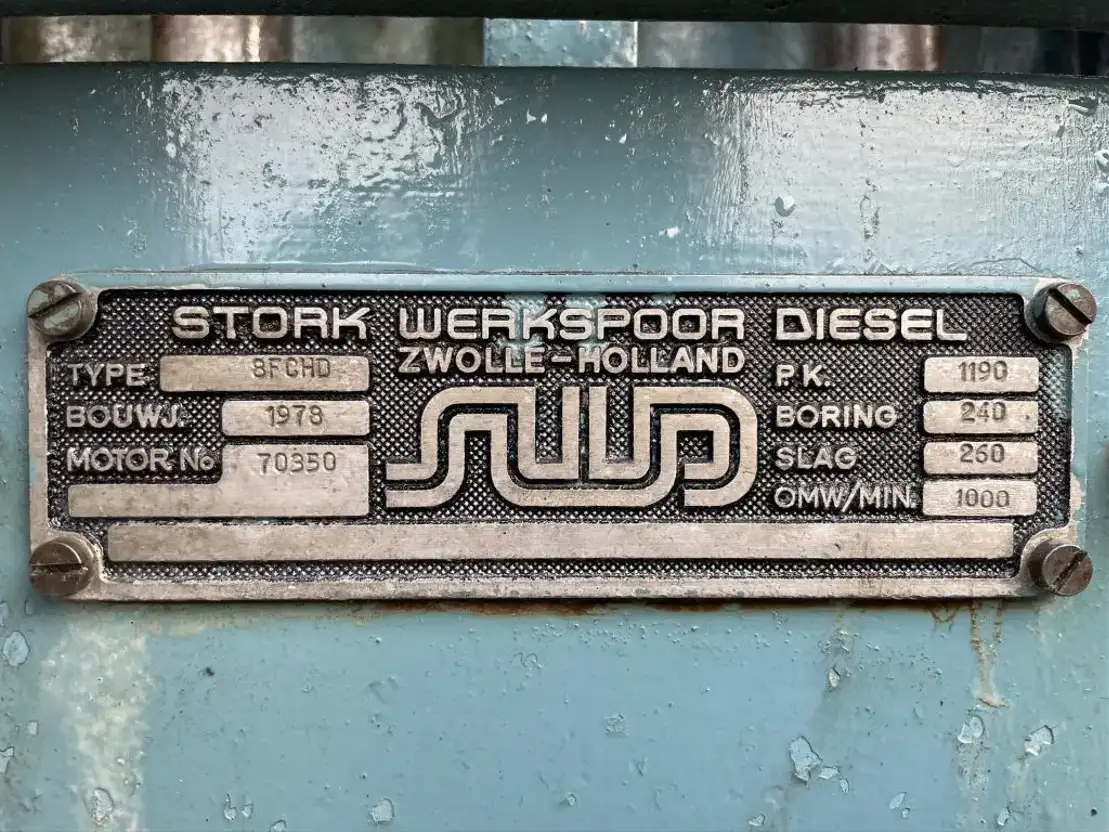 STORK WERKSPOOR DIESEL
ZWOLLE-HOLLAND
TYPE 8FCHD
BOUWJ. 1978
MOTOR No 70350
SWD
P.K. 1190
BORING 240
SLAG 260
OMW/MIN. 1000